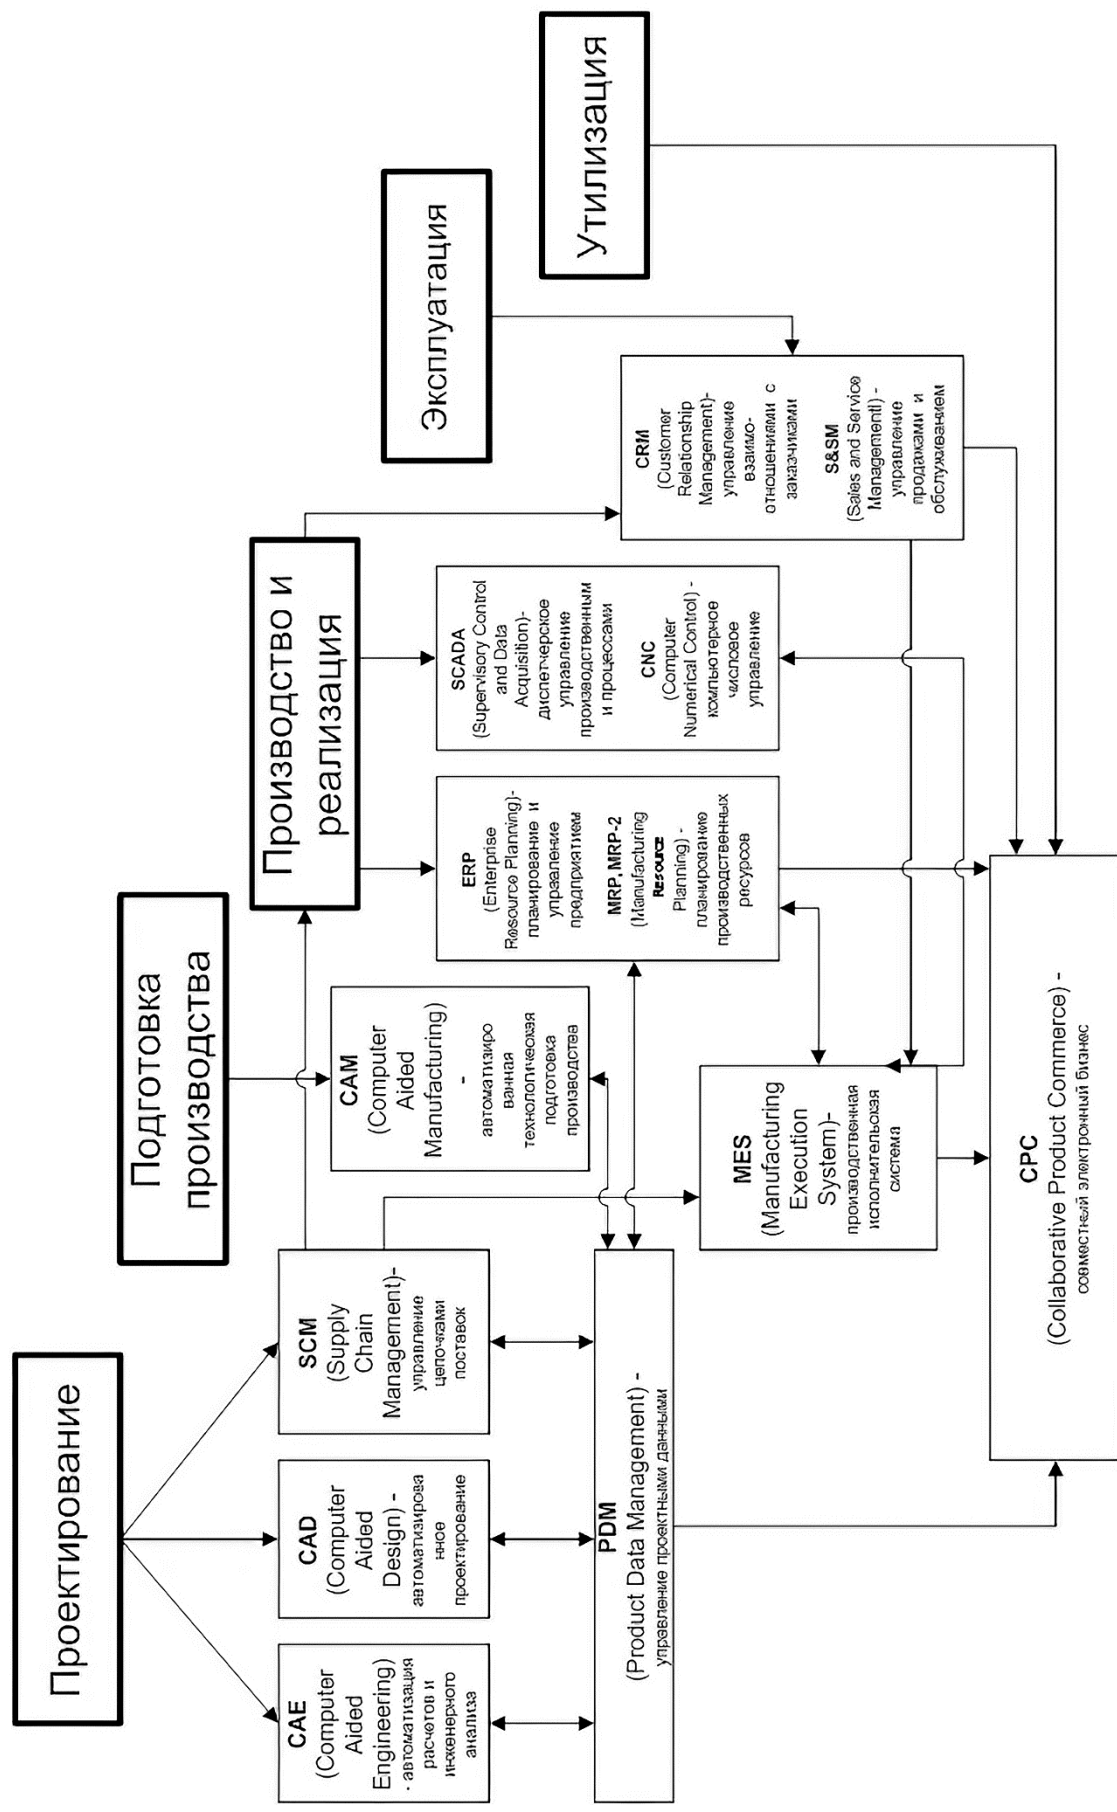 Проектирование
Подготовка
производства
Производство и
реализация
Эксплуатация
Утилизация
CAE
(Computer
Aided
Engineering)
- автоматизация
расчетов и
инженерного
анализа
CAD
(Computer
Aided
Design) -
автоматизирова
нное
проектирование
SCM
(Supply
Chain
Management)-
управление
цепочками
поставок
CAM
(Computer
Aided
Manufacturing)
-
автоматизиро
ванная
технологическая
подготовка
производства
ERP
(Enterprise
Resource Planning)-
планирование и
управление
предприятием
MRP, MRP-2
(Manufacturing
Resource
Planning) -
планирование
производственных
ресурсов
SCADA
(Supervisory Control
and Data
Acquisition)-
диспетчерское
управление
производственным
и процессами
CNC
(Computer
Numerical Control) -
компьютерное
числовое
управление
CRM
(Customer
Relationship
Management)-
управление
взаимо-
отношениями с
заказчиками
S&SM
(Sales and Service
Managementl) -
управление
продажами и
обслуживанием
PDM
(Product Data Management) -
управление проектными данными
MES
(Manufacturing
Execution
System)-
производственная
исполнительская
система
CPC
(Collaborative Product Commerce) -
совместный электронный бизнес